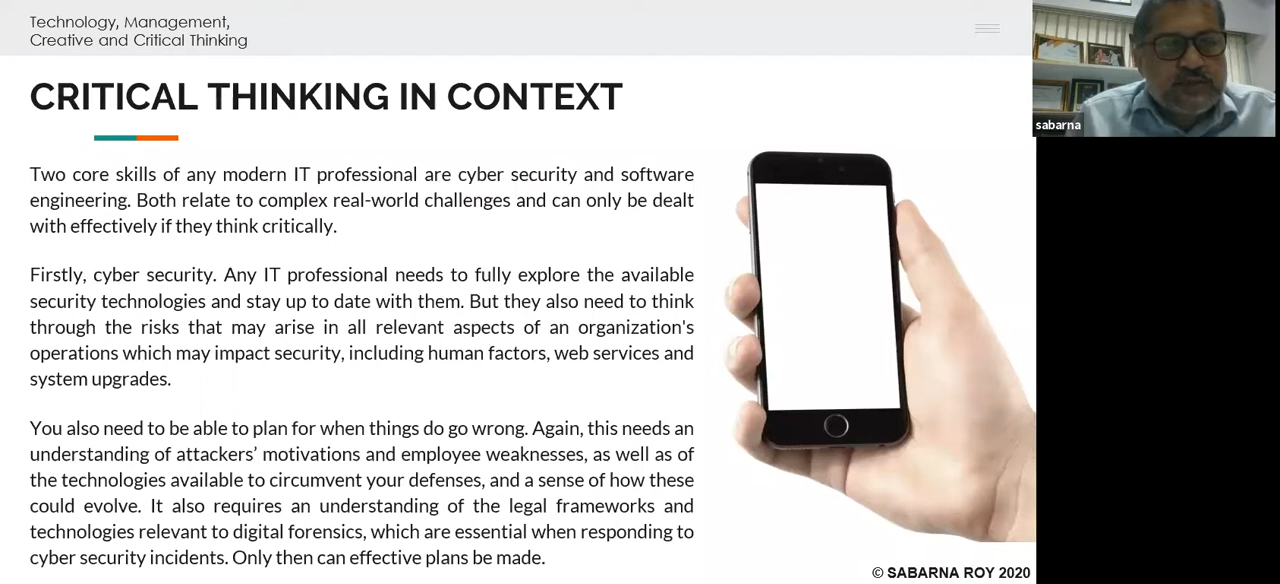 Technology, Management,
Creative and Critical Thinking
CRITICAL THINKING IN CONTEXT
Two core skills of any modern IT professional are cyber security and software
engineering. Both relate to complex real-world challenges and can only be dealt
with effectively if they think critically.
Firstly, cyber security. Any IT professional needs to fully explore the available
security technologies and stay up to date with them. But they also need to think
through the risks that may arise in all relevant aspects of an organization's
operations which may impact security, including human factors, web services and
system upgrades.
You also need to be able to plan for when things do go wrong. Again, this needs an
understanding of attackers’ motivations and employee weaknesses, as well as of
the technologies available to circumvent your defenses, and a sense of how these
could evolve. It also requires an understanding of the legal frameworks and
technologies relevant to digital forensics, which are essential when responding to
cyber security incidents. Only then can effective plans be made.
© SABARNA ROY 2020
sabarna